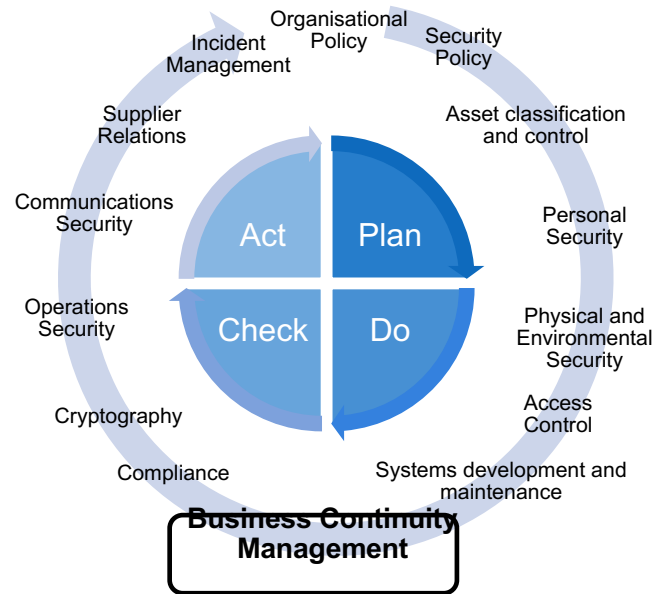 Organisational
Policy
Security
Policy
Asset classification
and control
Personal
Security
Physical and
Environmental
Security
Access
Control
Systems development and
maintenance
Business Continuity
Management
Compliance
Cryptography
Operations
Security
Communications
Security
Supplier
Relations
Incident
Management
Act
Plan
Check
Do